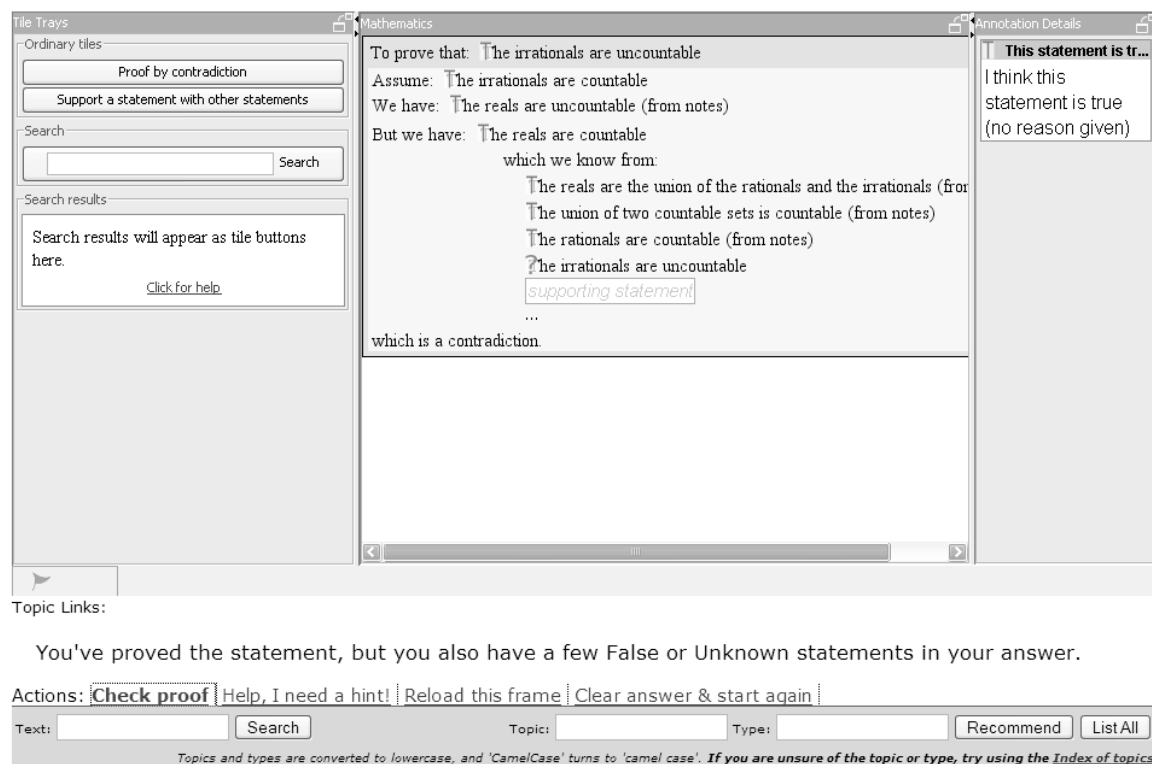 Tile Trays
Ordinary tiles
Proof by contradiction
Support a statement with other statements
Search
Search
Search results
Search results will appear as tile buttons
here.
Click for help
Mathematics
To prove that: The irrationals are uncountable
Assume: The irrationals are countable
We have: The reals are uncountable (from notes)
But we have: The reals are countable
which we know from:
The reals are the union of the rationals and the irrationals (fror
The union of two countable sets is countable (from notes)
The rationals are countable (from notes)
?he irrationals are uncountable
supporting statement
...
which is a contradiction.
Annotation Details
T This statement is tr...
I think this
statement is true
(no reason given)
Topic Links:
You've proved the statement, but you also have a few False or Unknown statements in your answer.
Actions: Check proof Help, I need a hint! Reload this frame Clear answer & start again
Text: Search Topic: Type: Recommend List All
Topics and types are converted to lowercase, and 'CamelCase' turns to 'camel case'. If you are unsure of the topic or type, try using the Index of topics